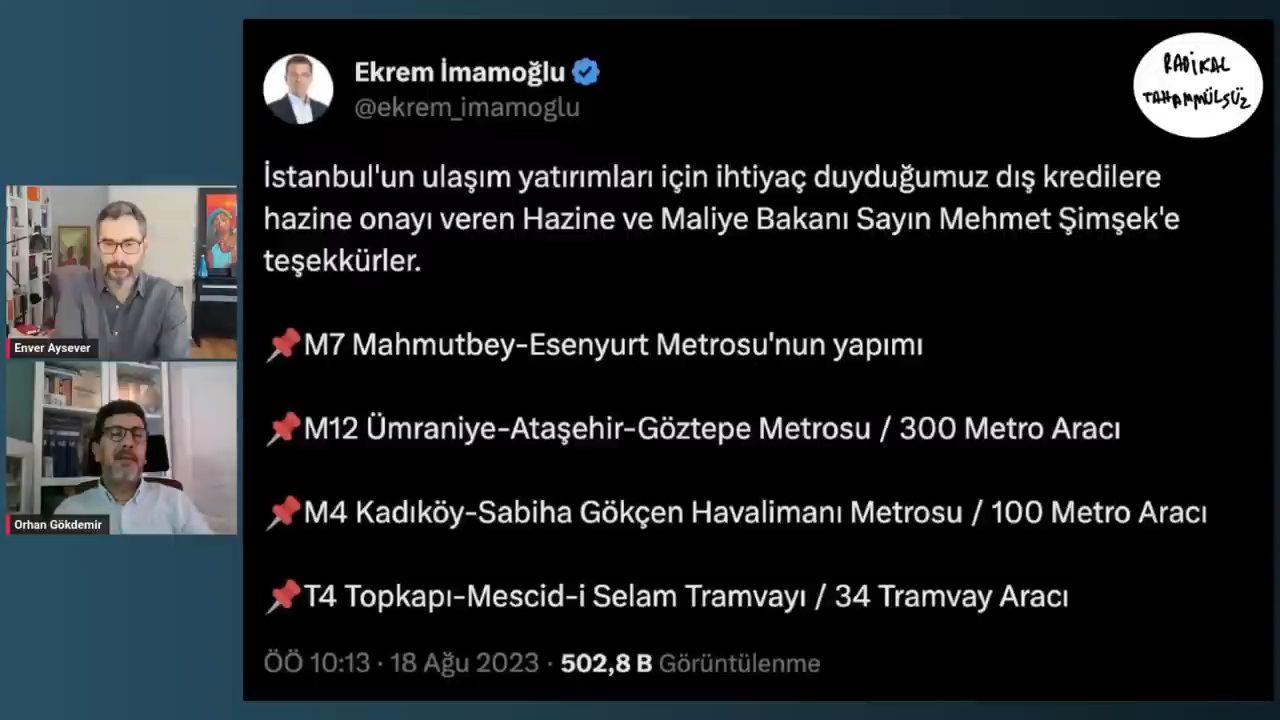 Ekrem İmamoğlu
@ekrem_imamoglu
RADİKAL
TAHAMMÜLSÜZ
İstanbul'un ulaşım yatırımları için ihtiyaç duyduğumuz dış kredilere
hazine onayı veren Hazine ve Maliye Bakanı Sayın Mehmet Şimşek'e
teşekkürler.
📌M7 Mahmutbey-Esenyurt Metrosu'nun yapımı
📌M12 Ümraniye-Ataşehir-Göztepe Metrosu / 300 Metro Aracı
📌M4 Kadıköy-Sabiha Gökçen Havalimanı Metrosu / 100 Metro Aracı
📌T4 Topkapı-Mescid-i Selam Tramvayı / 34 Tramvay Aracı
ÖÖ 10:13 · 18 Ağu 2023 · 502,8 B Görüntülenme
Enver Aysever
Orhan Gökdemir